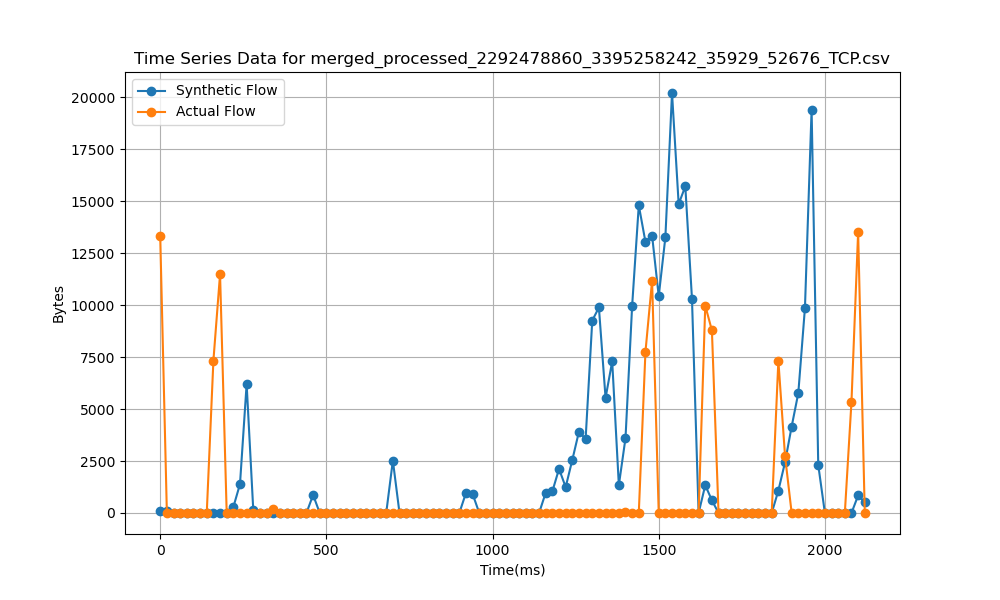 Time Series Data for merged_processed_2292478860_3395258242_35929_52676_TCP.csv
Synthetic Flow
Actual Flow
20000
17500
15000
12500
10000
7500
5000
2500
0
Bytes
0 500 1000 1500 2000
Time(ms)